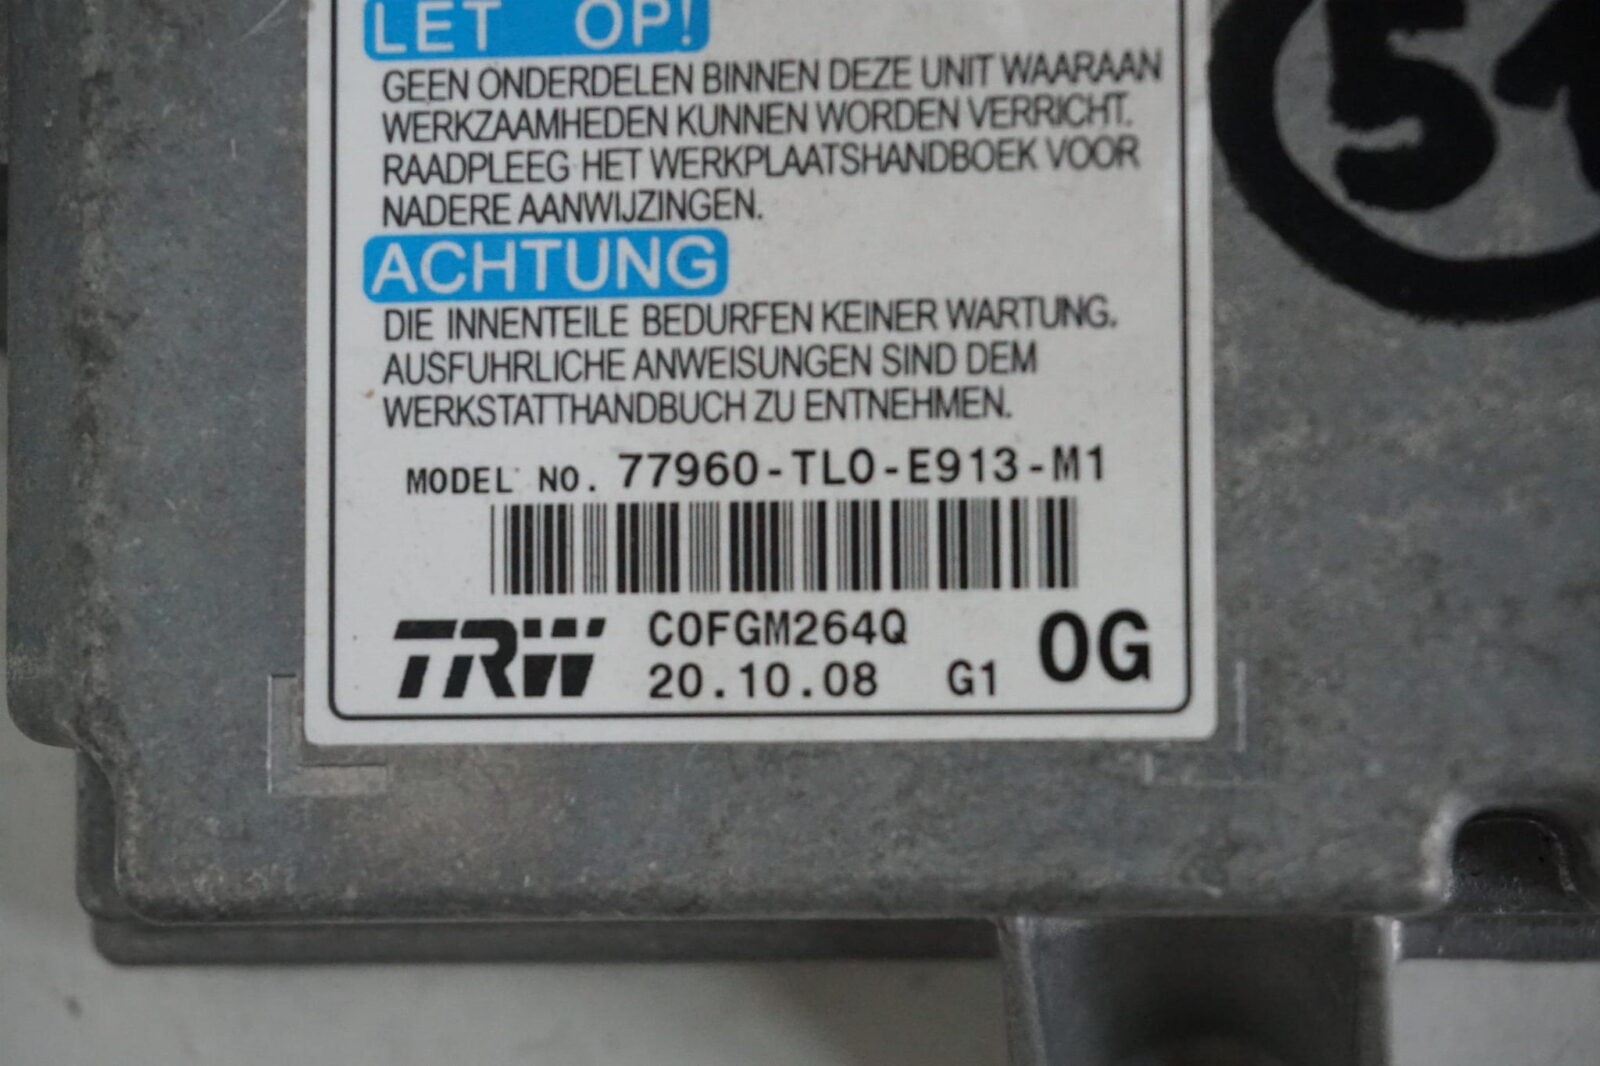 LET OP!
GEEN ONDERDELEN BINNEN DEZE UNIT WAARAAN
WERKZAAMHEDEN KUNNEN WORDEN VERRICHT.
RAADPLEEG HET WERKPLAATSHANDBOEK VOOR
NADERE AANWIJZINGEN.
ACHTUNG
DIE INNENTEILE BEDURFEN KEINER WARTUNG.
AUSFUHRLICHE ANWEISUNGEN SIND DEM
WERKSTATTHANDBUCH ZU ENTNEHMEN.
MODEL NO. 77960-TL0-E913-M1
TRW C0FGM264Q 0G
20.10.08 G1